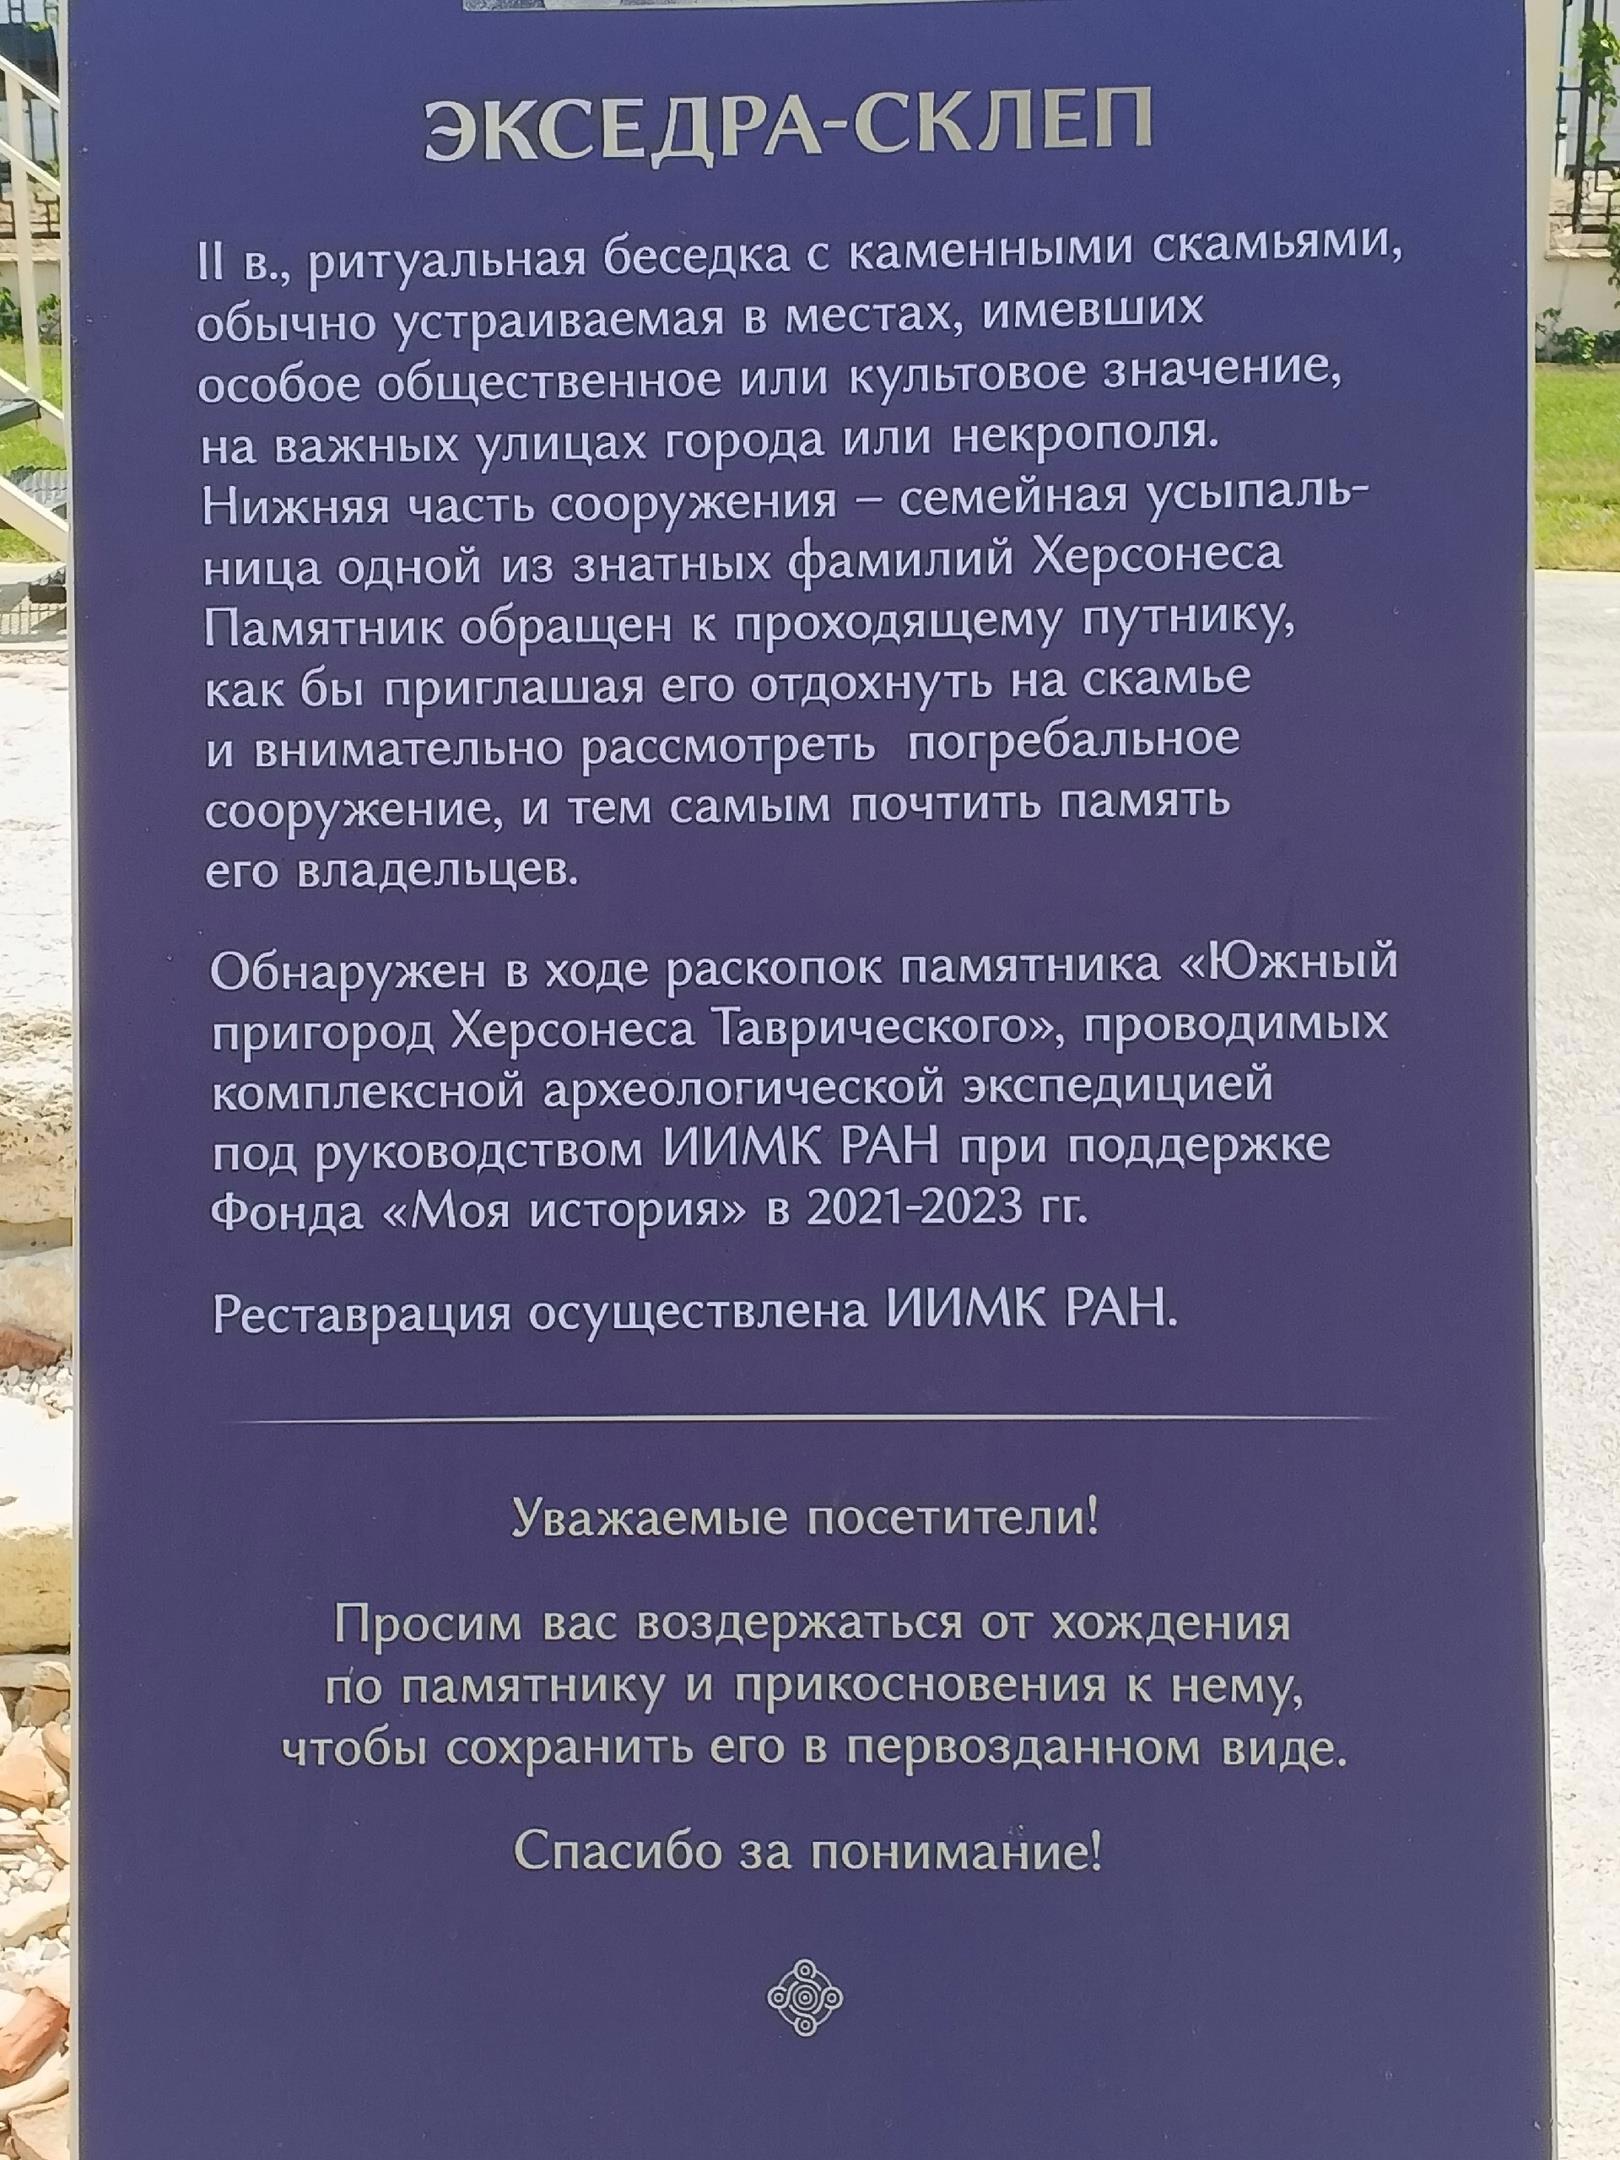 ЭКСЕДРА-СКЛЕП
II в., ритуальная беседка с каменными скамьями,
обычно устраиваемая в местах, имевших
особое общественное или культовое значение,
на важных улицах города или некрополя.
Нижняя часть сооружения – семейная усыпаль-
ница одной из знатных фамилий Херсонеса
Памятник обращен к проходящему путнику,
как бы приглашая его отдохнуть на скамье
и внимательно рассмотреть погребальное
сооружение, и тем самым почтить память
его владельцев.
Обнаружен в ходе раскопок памятника «Южный
пригород Херсонеса Таврического», проводимых
комплексной археологической экспедицией
под руководством ИИМК РАН при поддержке
Фонда «Моя история» в 2021-2023 гг.
Реставрация осуществлена ИИМК РАН.
Уважаемые посетители!
Просим вас воздержаться от хождения
по памятнику и прикосновения к нему,
чтобы сохранить его в первозданном виде.
Спасибо за понимание!